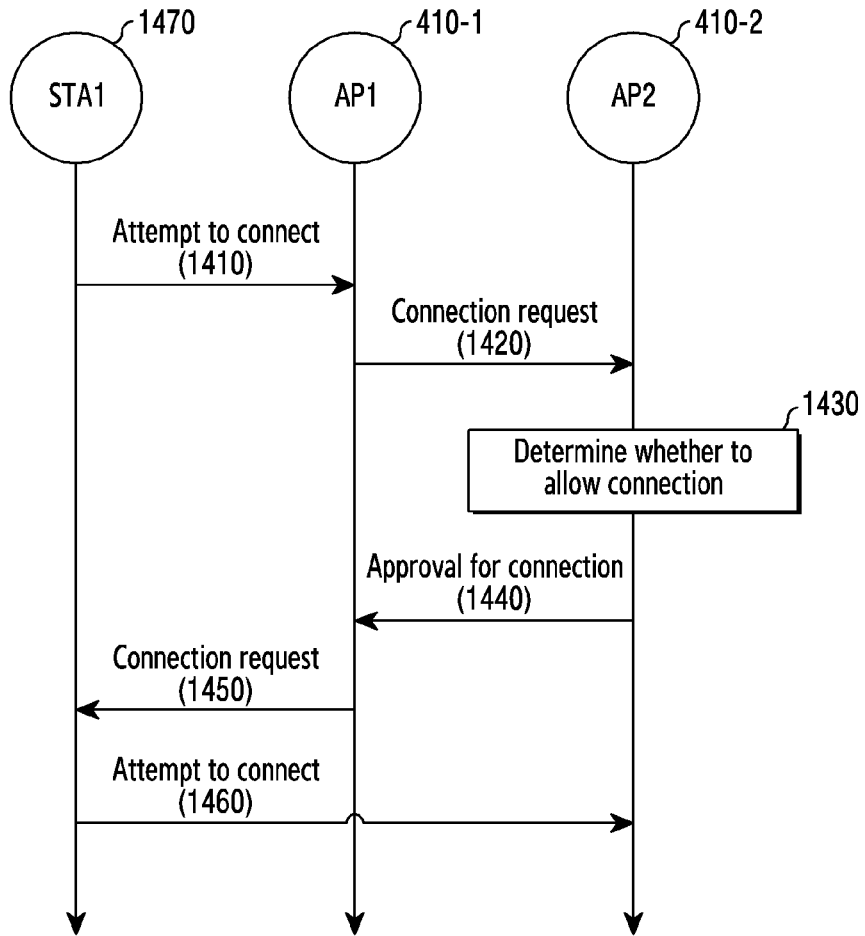 1470
410-1
410-2
STA1
AP1
AP2
Attempt to connect
(1410)
Connection request
(1420)
1430
Determine whether to
allow connection
Approval for connection
(1440)
Connection request
(1450)
Attempt to connect
(1460)